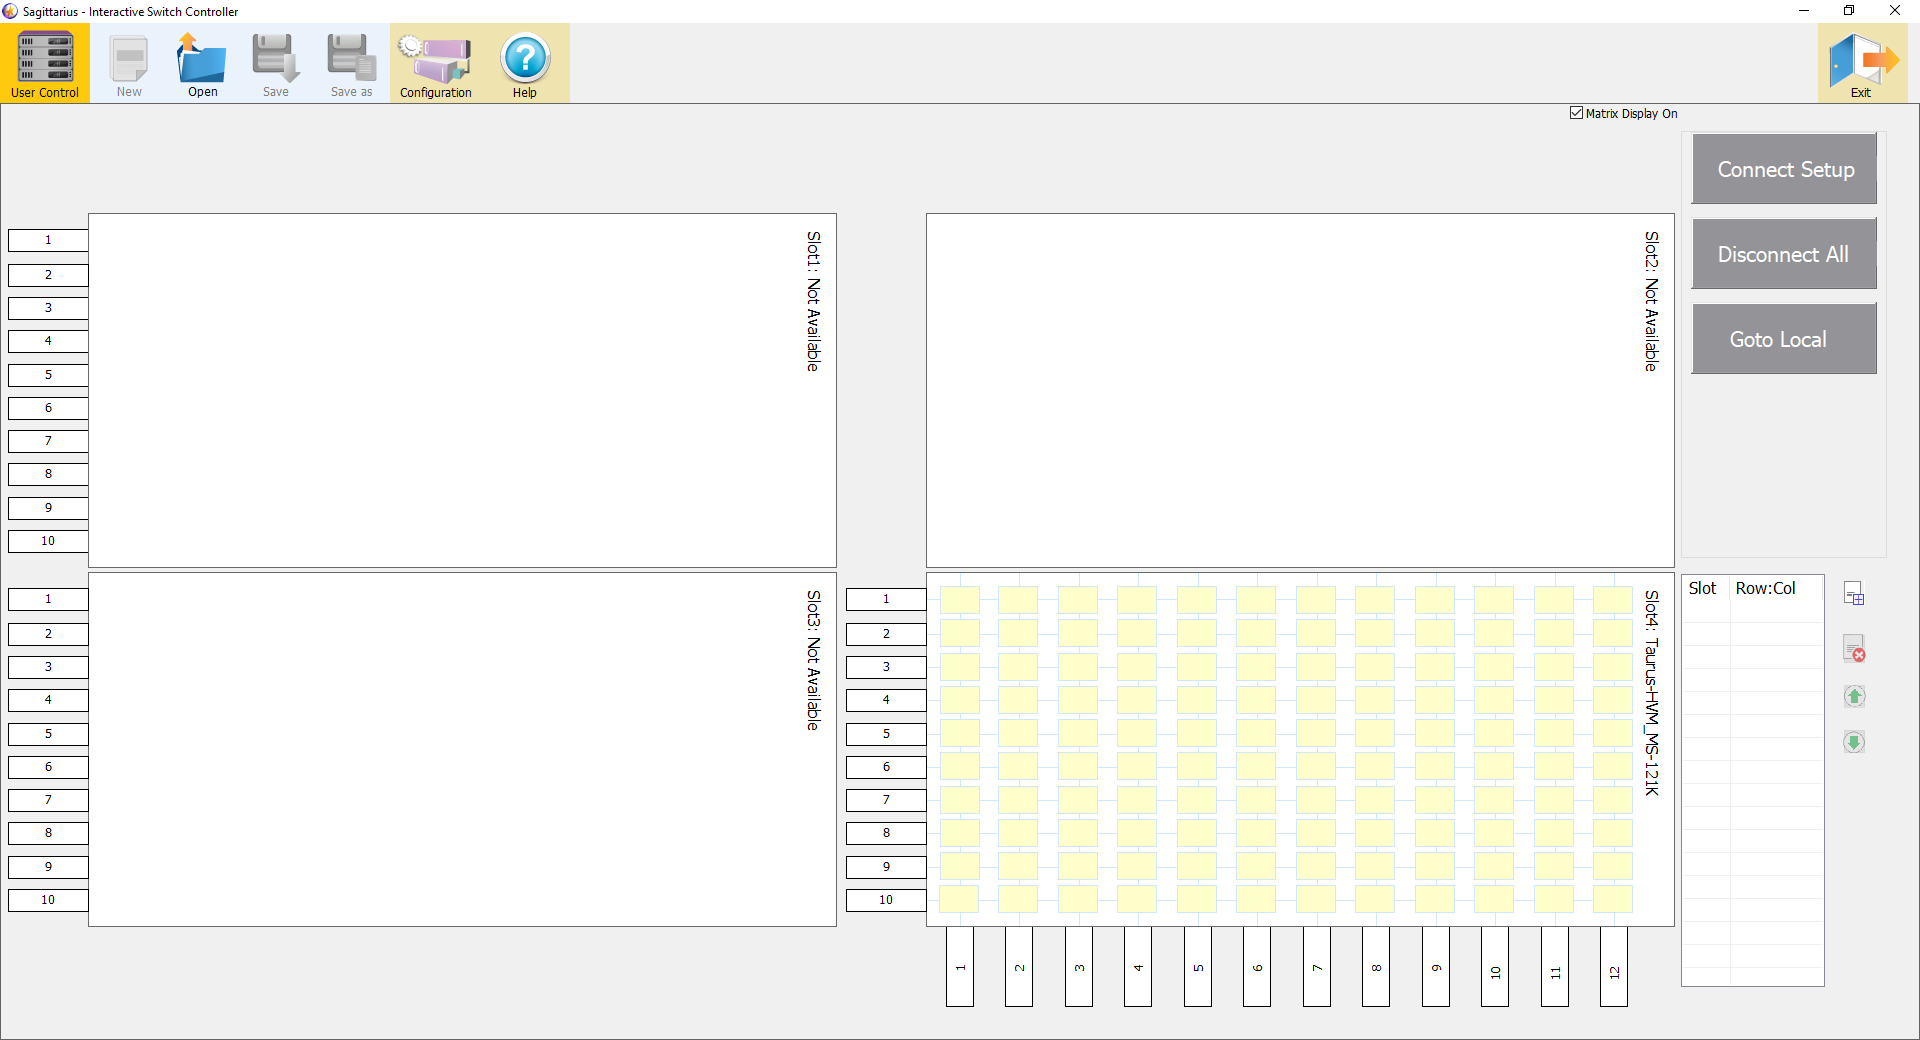 Sagittarius - Interactive Switch Controller
User Control
New
Open
Save
Save as
Configuration
Help
Exit
Matrix Display On
Connect Setup
Disconnect All
Goto Local
1
2
3
4
5
6
7
8
9
10
Slot1: Not Available
Slot2: Not Available
1
2
3
4
5
6
7
8
9
10
Slot3: Not Available
1
2
3
4
5
6
7
8
9
10
Slot4: Taurus-HVM_MS-121K
1 2 3 4 5 6 7 8 9 10 11 12
Slot Row:Col